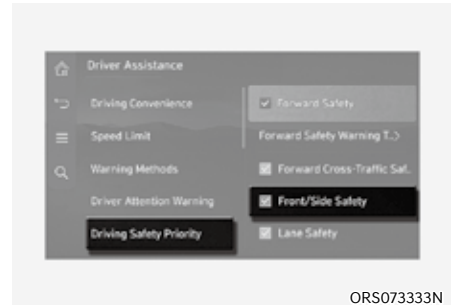 Driver Assistance
Driving Convenience
Speed Limit
Warning Methods
Driver Attention Warning
Driving Safety Priority
Forward Safety
Forward Safety Warning T...>
Forward Cross-Traffic Saf.
Front/Side Safety
Lane Safety
ORS073333N